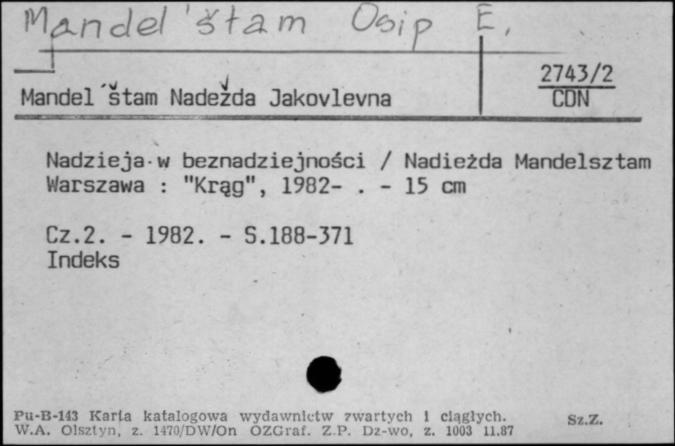 Mandel'štam Osip E.
2743/2
Mandel´štam Nadežda Jakovlevna
CDN
Nadzieja w beznadziejności / Nadieżda Mandelsztam
Warszawa : "Krąg", 1982- . - 15 cm
Cz.2. - 1982. - S.188-371
Indeks
Pu-B-143 Karta katalogowa wydawnictw zwartych i ciągłych.
Sz.Z.
W.A. Olsztyn, z. 1470/DW/On OZGraf. Z.P. Dz-wo, z. 1003 11.87